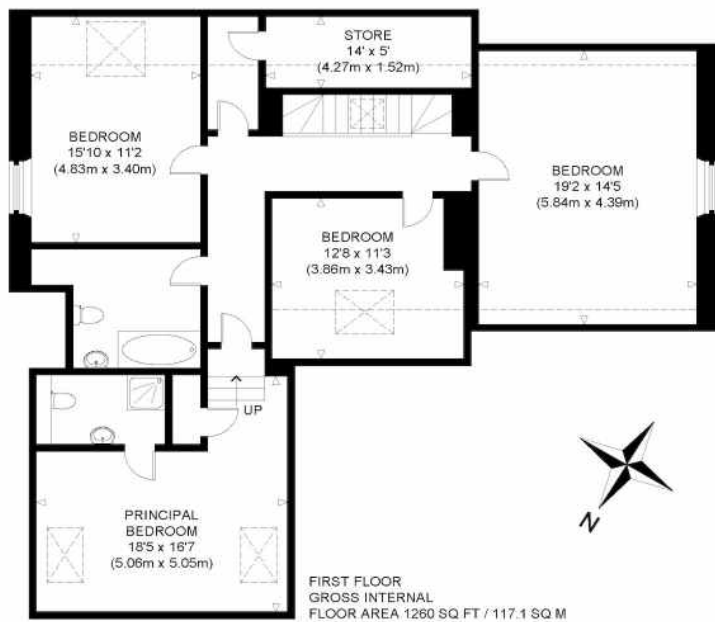 STORE
14' x 5'
(4.27m x 1.52m)
BEDROOM
15'10 x 11'2
(4.83m x 3.40m)
BEDROOM
19'2 x 14'5
(5.84m x 4.39m)
BEDROOM
12'8 x 11'3
(3.86m x 3.43m)
UP
PRINCIPAL
BEDROOM
18'5 x 16'7
(5.06m x 5.05m)
N
FIRST FLOOR
GROSS INTERNAL
FLOOR AREA 1260 SQ FT / 117.1 SQ M